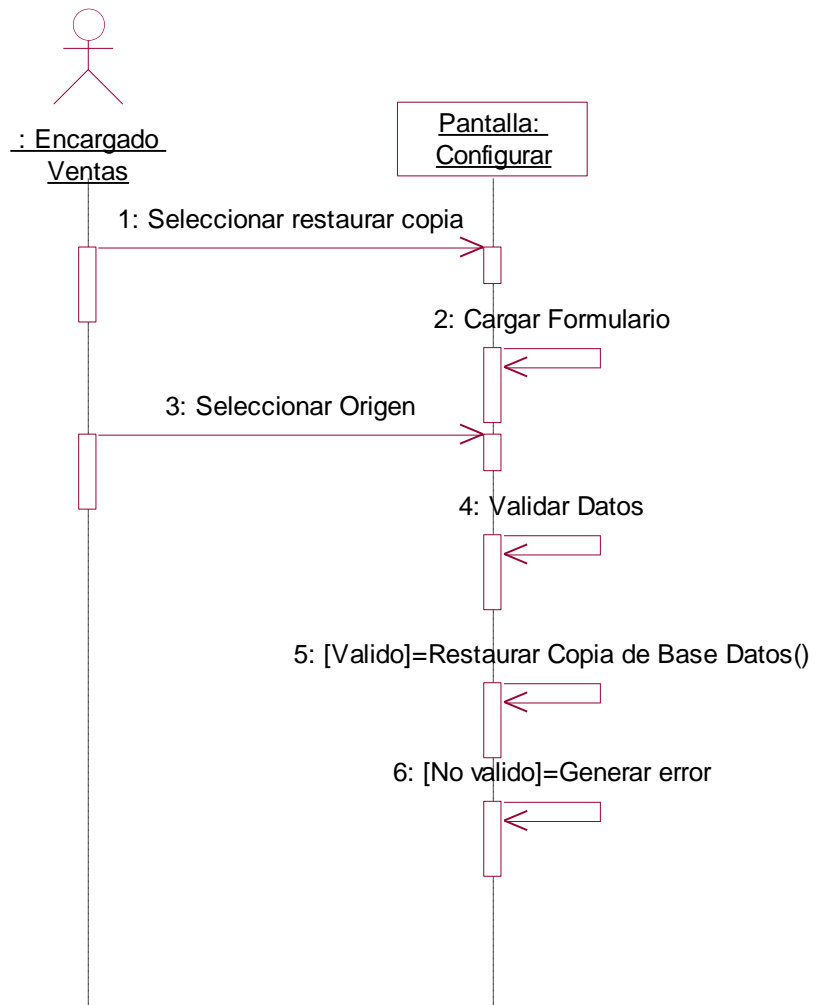 : Encargado
Ventas
Pantalla:
Configurar
1: Seleccionar restaurar copia
2: Cargar Formulario
3: Seleccionar Origen
4: Validar Datos
5: [Valido]=Restaurar Copia de Base Datos()
6: [No valido]=Generar error